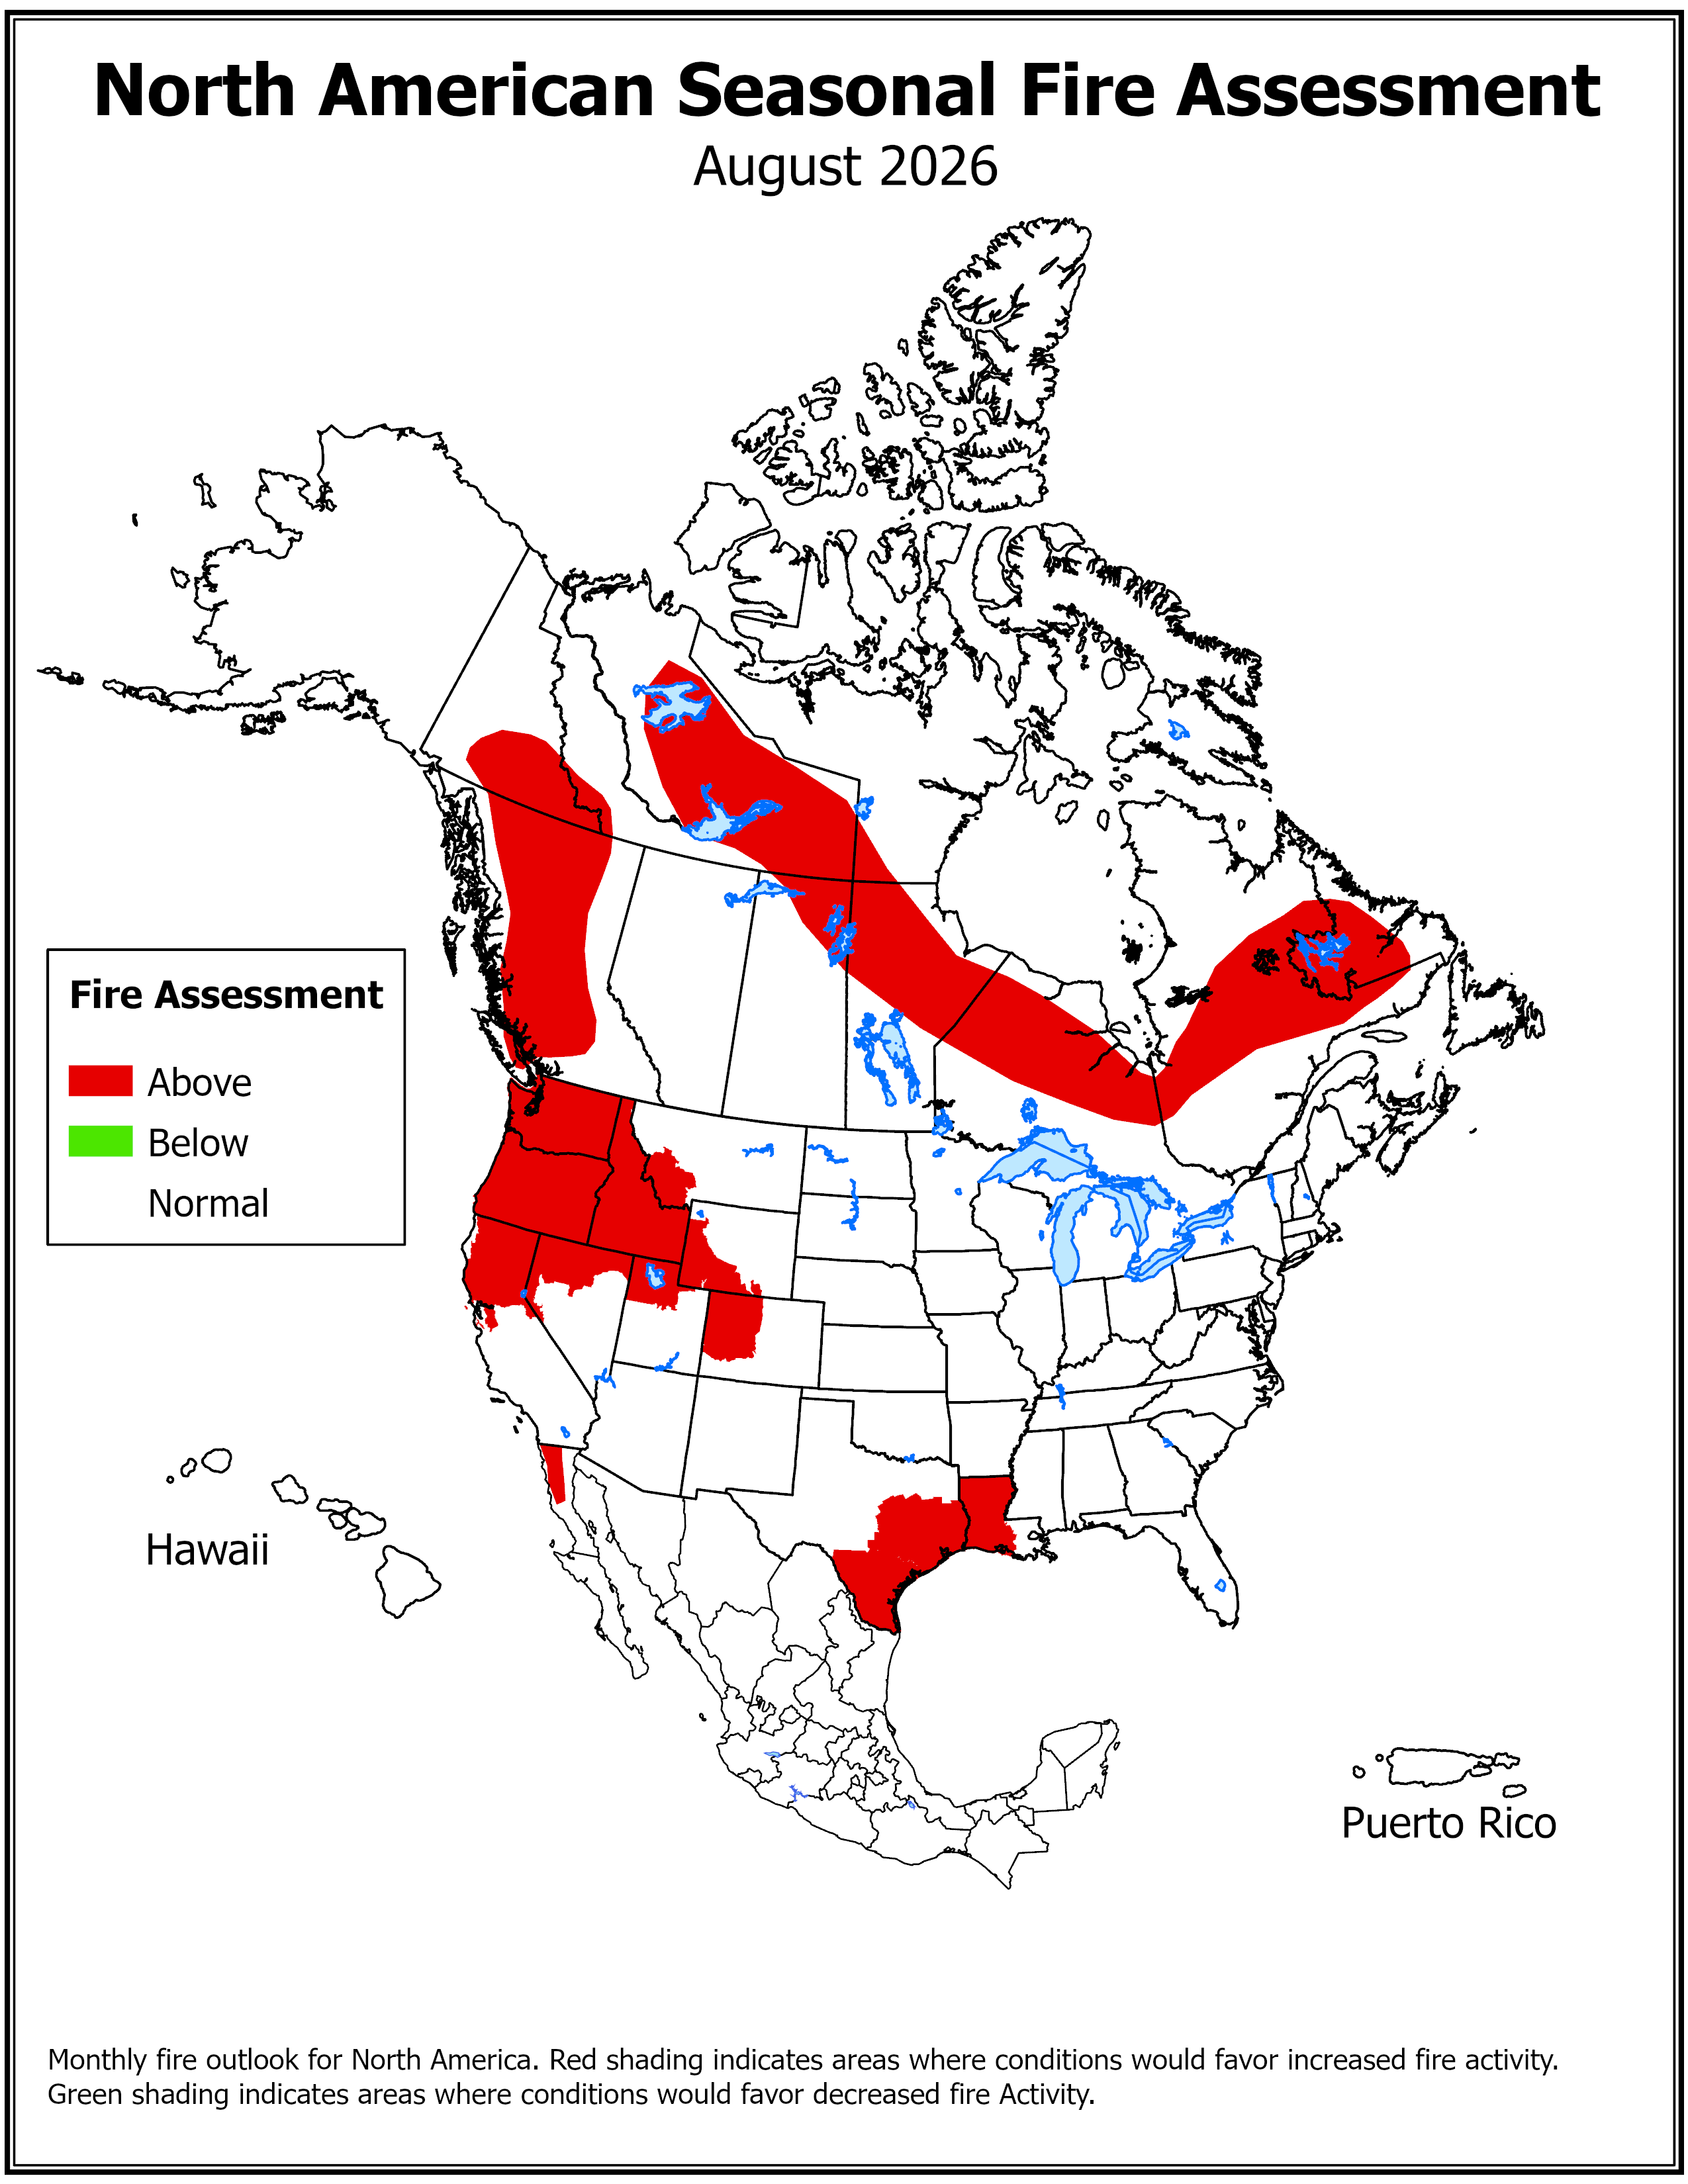 North American Seasonal Fire Assessment
August 2026
Fire Assessment
Above
Below
Normal
Hawaii
Puerto Rico
Monthly fire outlook for North America. Red shading indicates areas where conditions would favor increased fire activity.
Green shading indicates areas where conditions would favor decreased fire Activity.